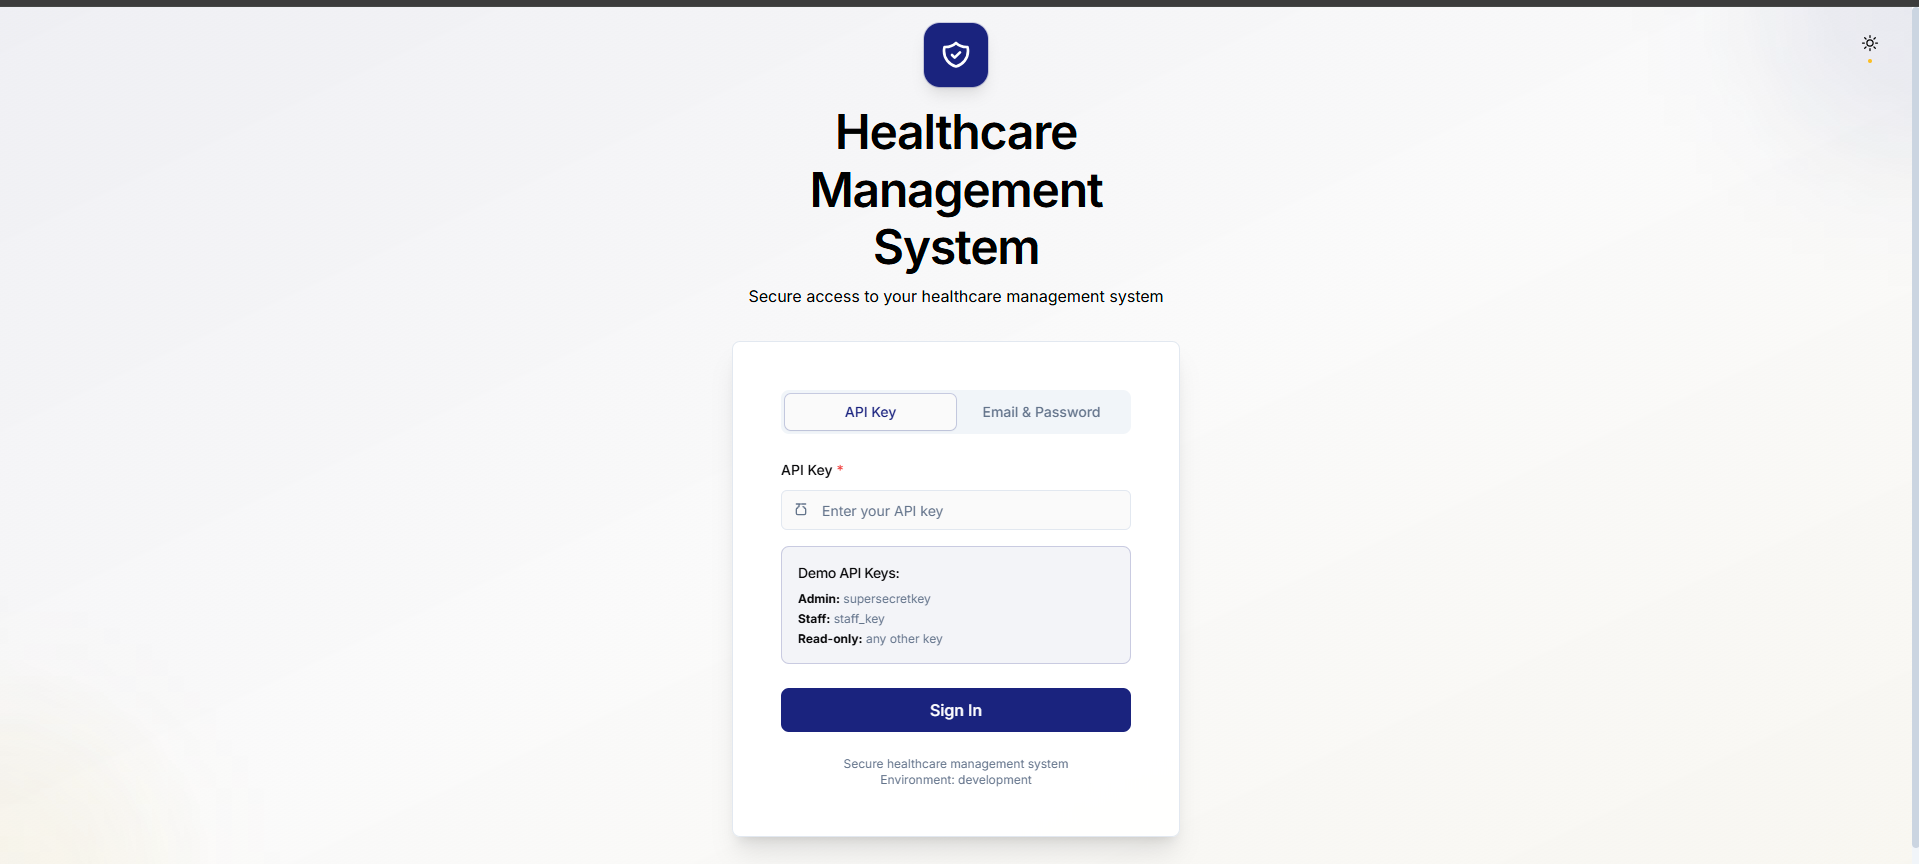 Healthcare
Management
System
Secure access to your healthcare management system
API Key
Email & Password
API Key *
Enter your API key
Demo API Keys:
Admin: supersecretkey
Staff: staff_key
Read-only: any other key
Sign In
Secure healthcare management system
Environment: development